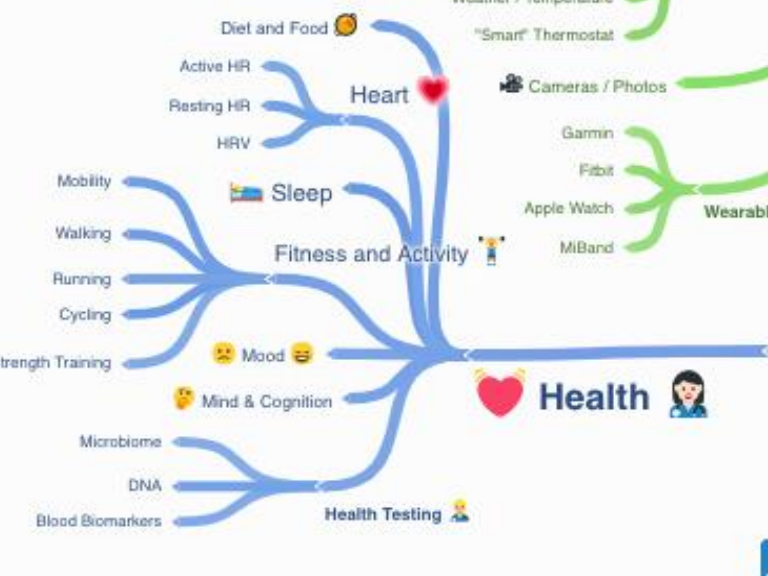 Diet and Food
Active HR
Resting HR
HRV
Heart
Sleep
Mobility
Walking
Running
Cycling
trength Training
Fitness and Activity
Mood
Mind & Cognition
Microbiome
DNA
Blood Biomarkers
Health Testing
Health
"Smart" Thermostat
Cameras / Photos
Garmin
Fitbit
Apple Watch
MiBand
Wearabl